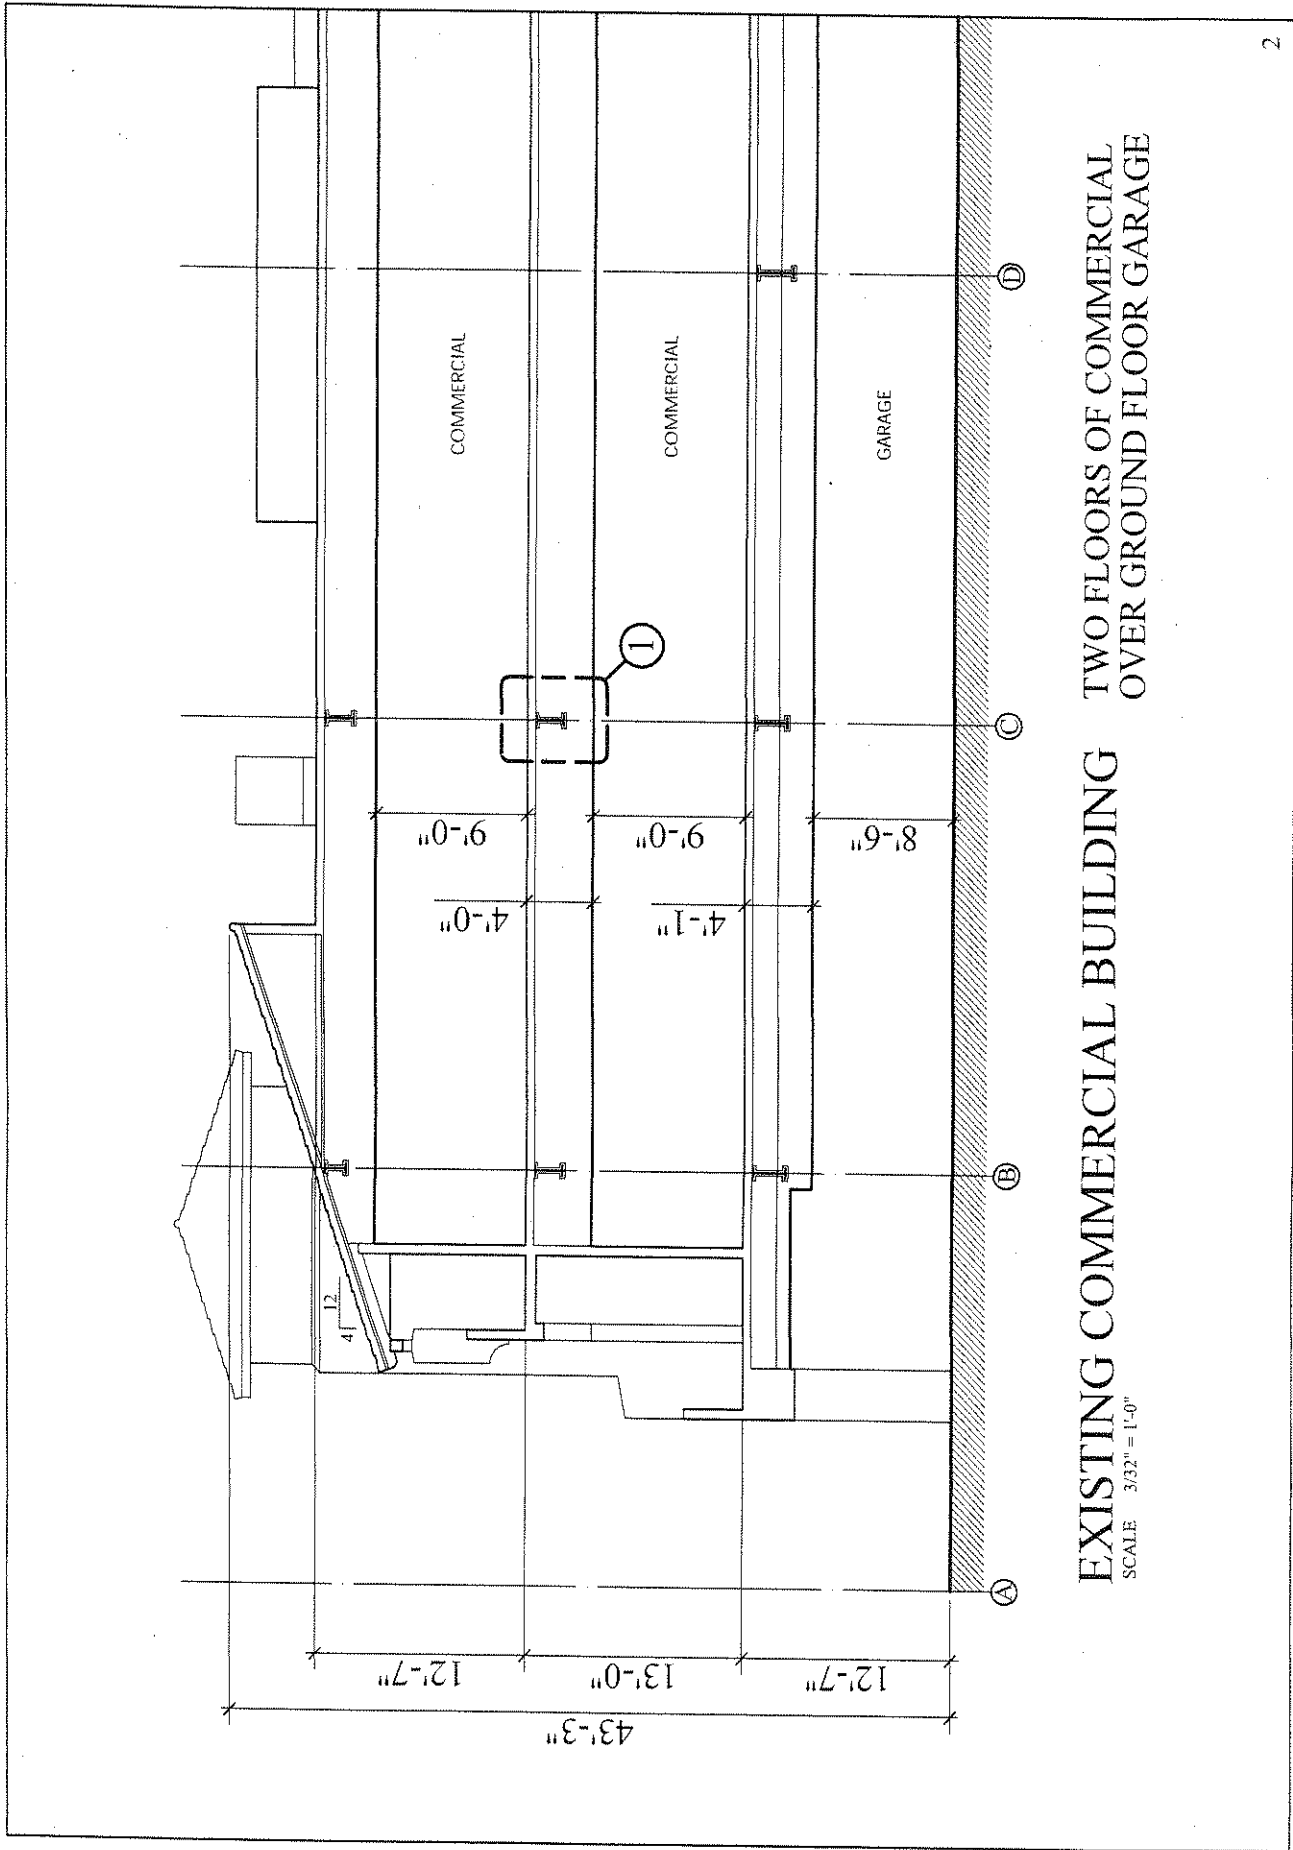 COMMERCIAL
COMMERCIAL
GARAGE
1
9'-0"
9'-0"
8'-6"
4'-0"
4'-1"
12
4
12'-7"
13'-0"
12'-7"
43'-3"
A
B
C
D
EXISTING COMMERCIAL BUILDING
SCALE 3/32" = 1'-0"
TWO FLOORS OF COMMERCIAL
OVER GROUND FLOOR GARAGE
2